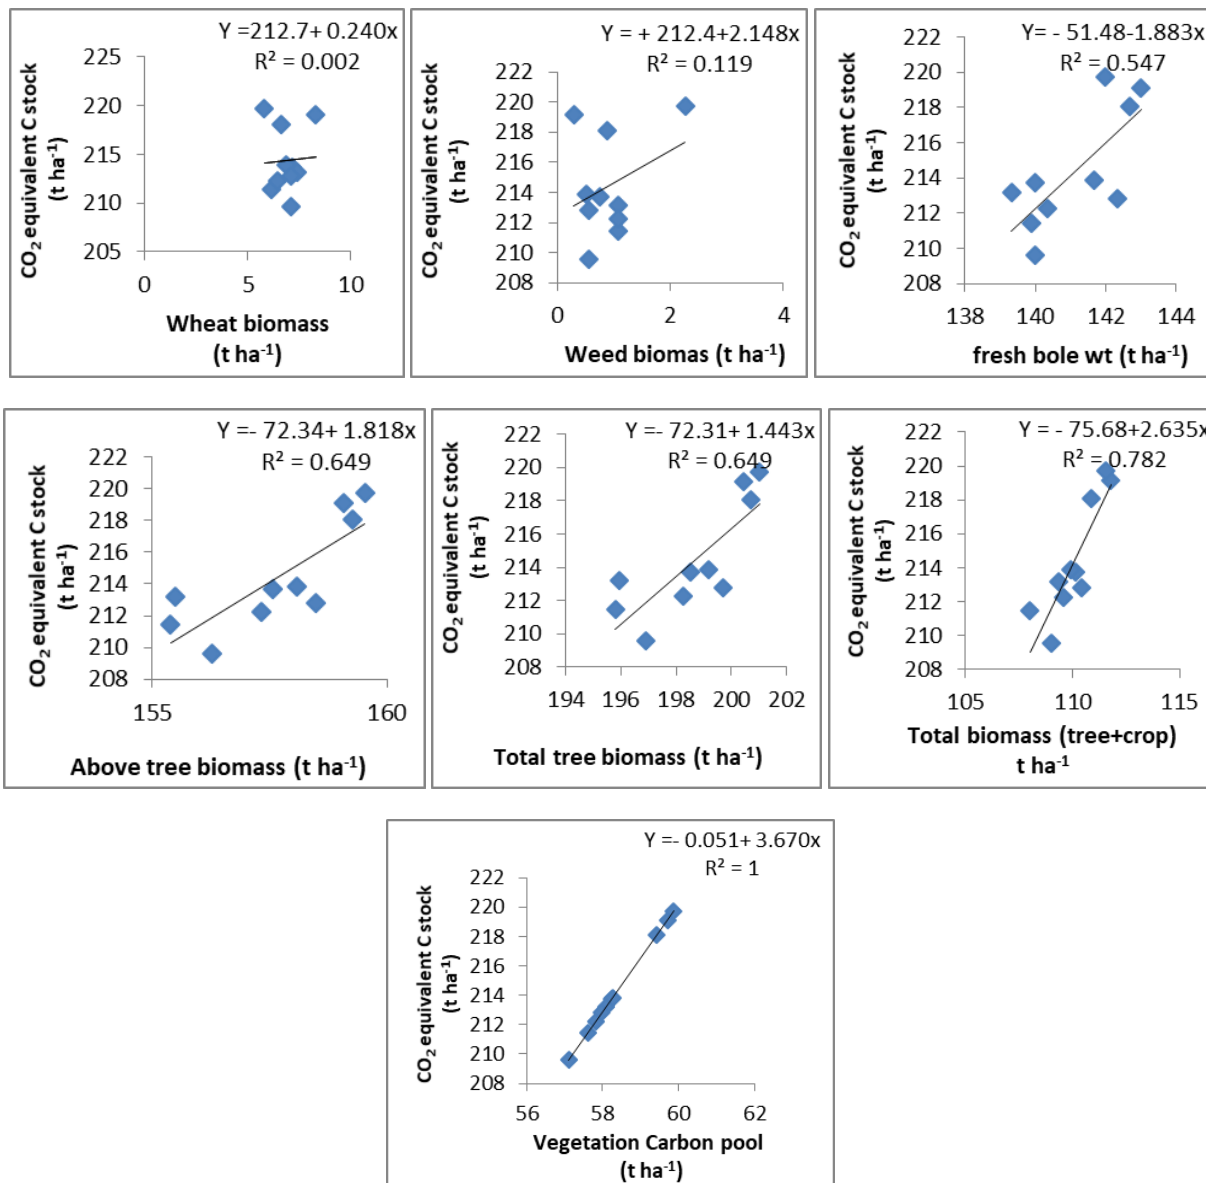 Y =212.7+ 0.240x
R² = 0.002
CO₂ equivalent C stock
(t ha⁻¹)
225
220
215
210
205
0 5 10
Wheat biomass
(t ha⁻¹)
Y = + 212.4+2.148x
R² = 0.119
CO₂ equivalent C stock
(t ha⁻¹)
222
220
218
216
214
212
210
208
0 2 4
Weed biomas (t ha⁻¹)
Y= - 51.48-1.883x
R² = 0.547
CO₂ equivalent C stock
(t ha⁻¹)
222
220
218
216
214
212
210
208
138 140 142 144
fresh bole wt (t ha⁻¹)
Y =- 72.34+ 1.818x
R² = 0.649
CO₂ equivalent C stock
(t ha⁻¹)
222
220
218
216
214
212
210
208
155 160
Above tree biomass (t ha⁻¹)
Y =- 72.31+ 1.443x
R² = 0.649
CO₂ equivalent C stock
(t ha⁻¹)
222
220
218
216
214
212
210
208
194 196 198 200 202
Total tree biomass (t ha⁻¹)
Y = - 75.68+2.635x
R² = 0.782
CO₂ equivalent C stock
(t ha⁻¹)
222
220
218
216
214
212
210
208
105 110 115
Total biomass (tree+crop)
t ha⁻¹
Y =- 0.051+ 3.670x
R² = 1
CO₂ equivalent C stock
(t ha⁻¹)
222
220
218
216
214
212
210
208
56 58 60 62
Vegetation Carbon pool
(t ha⁻¹)